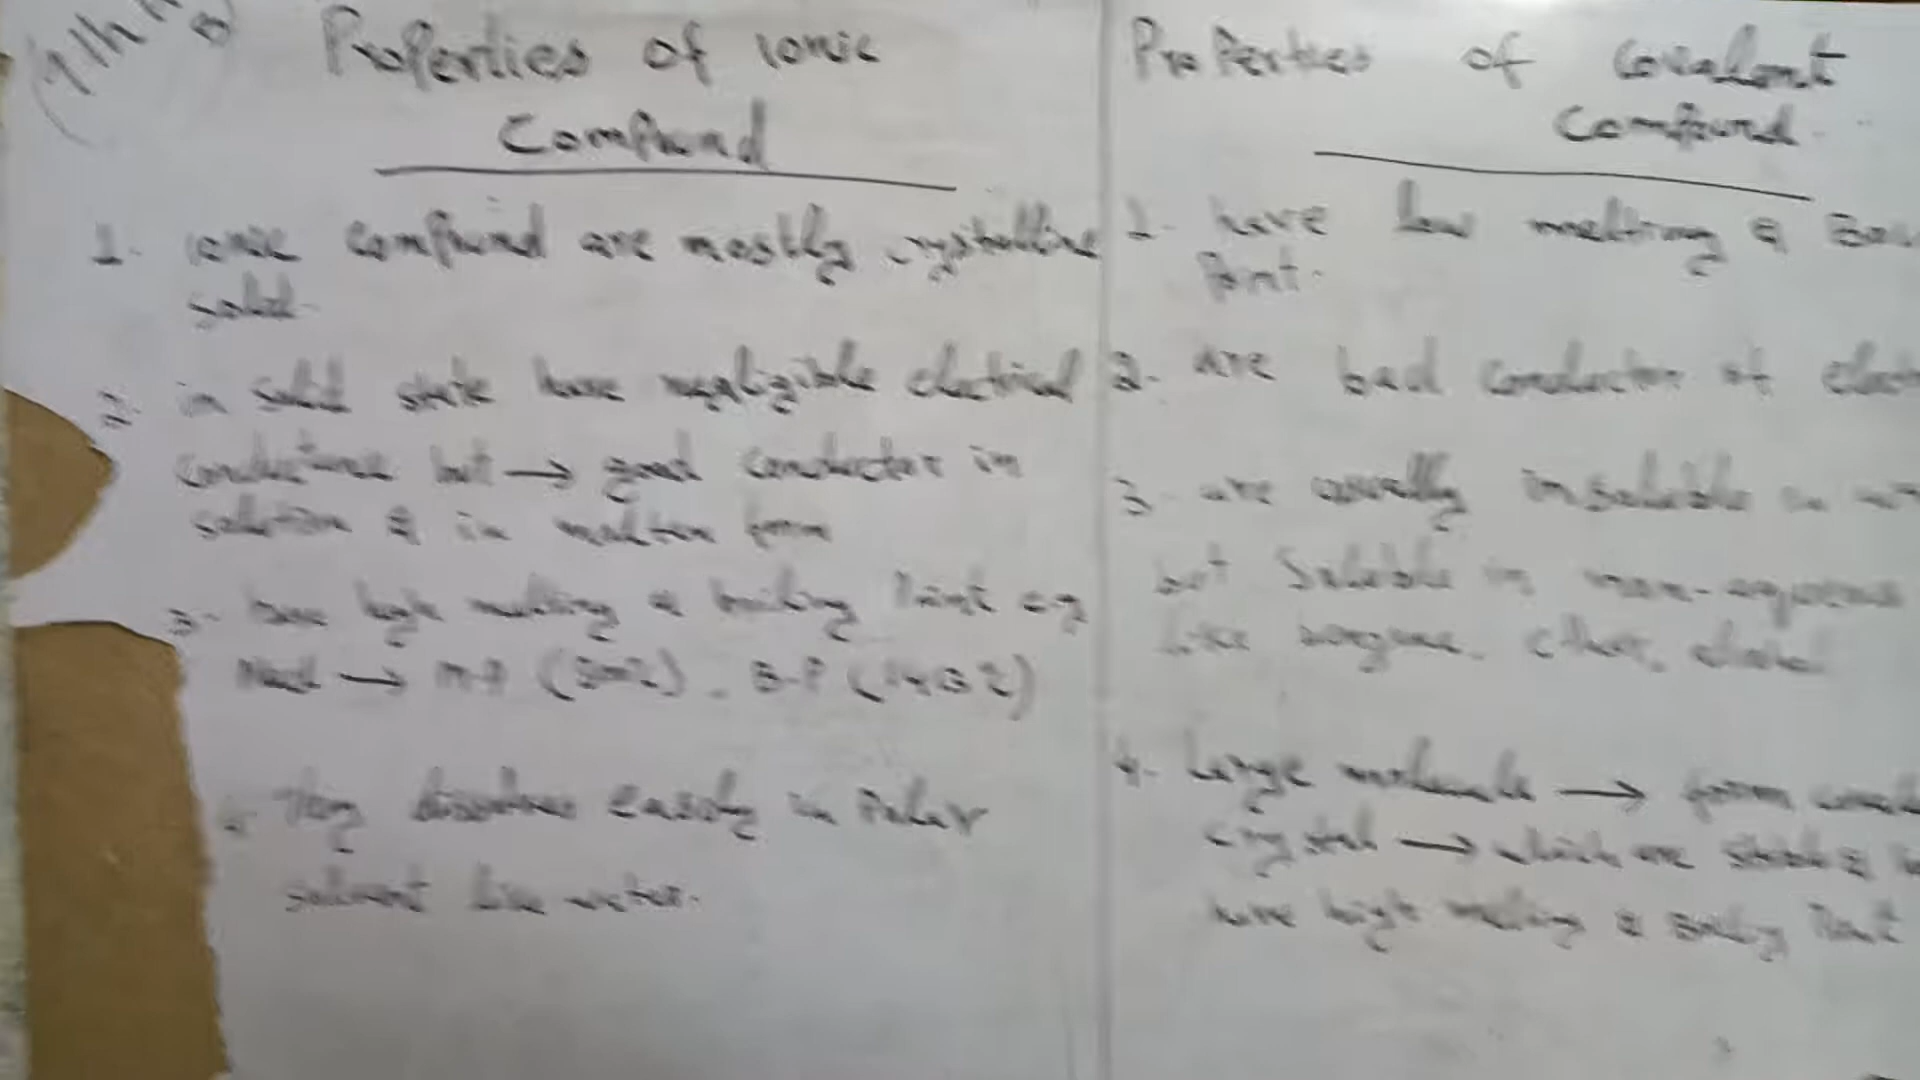 Properties of ionic
Compound
1- ionic compound are mostly crystalline
solid.
2- in solid state have negligible electrical
conductance but → good conductor in
solution & in molten form
3- have high melting & boiling Point e.g
Nacl → M.P ( , B.P (
They dissolves easily in Polar
solvent like water.
Properties of Covalent
Compound.
1- have low melting &
Point.
2- are bad conductor of
3- are usually insoluble in
but Soluble in non-aqueous
like ether,
4- Large molecule → form
crystal → which are stable &
have high melting & Boiling Point